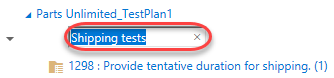 Parts Unlimited_TestPlan1
Shipping tests
1298 : Provide tentative duration for shipping. (1)